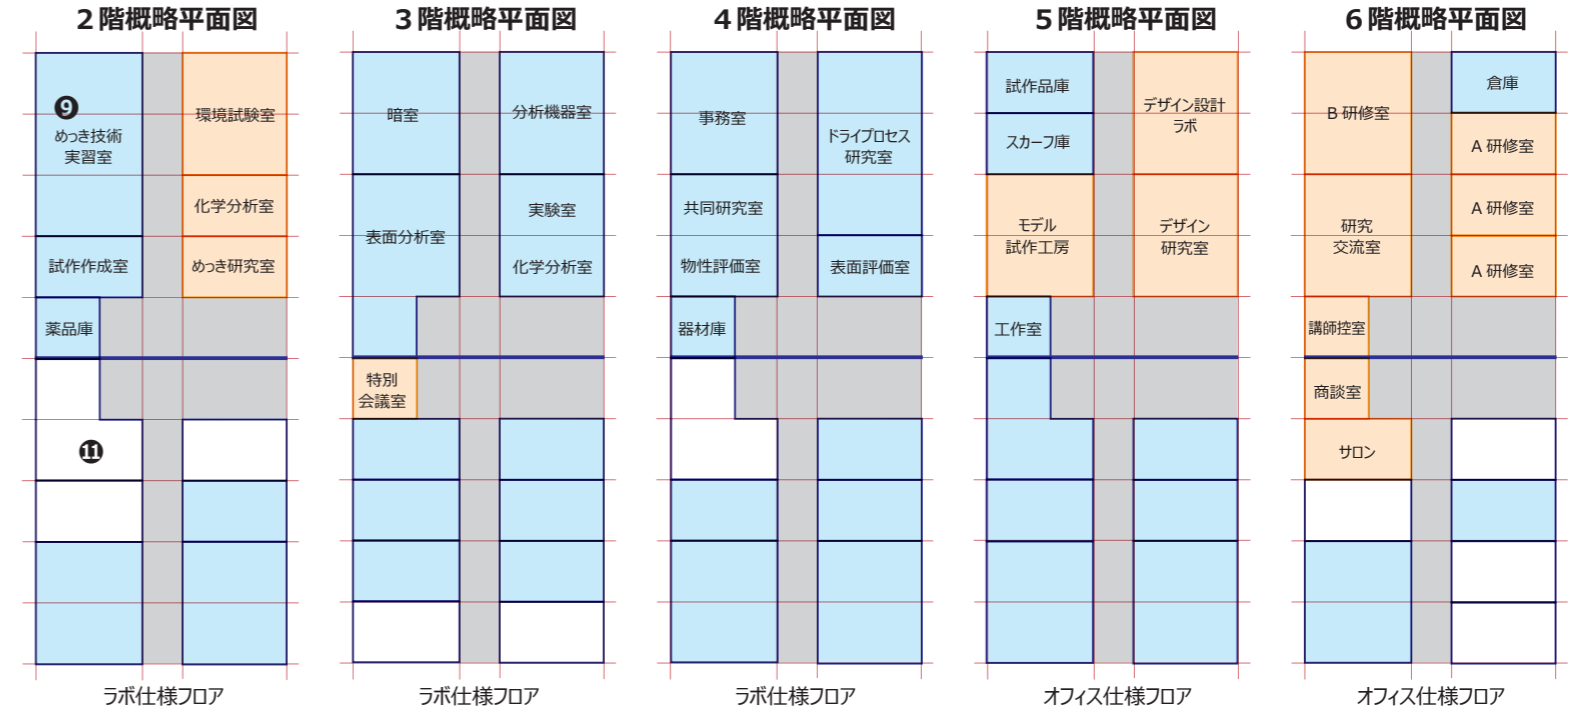 2階概略平面図
❾
めっき技術
実習室
環境試験室
化学分析室
試作作成室
めっき研究室
薬品庫
⓫
ラボ仕様フロア
3階概略平面図
暗室
分析機器室
表面分析室
実験室
化学分析室
特別
会議室
ラボ仕様フロア
4階概略平面図
事務室
ドライプロセス
研究室
共同研究室
物性評価室
表面評価室
器材庫
ラボ仕様フロア
5階概略平面図
試作品庫
デザイン設計
ラボ
スカーフ庫
モデル
試作工房
デザイン
研究室
工作室
オフィス仕様フロア
6階概略平面図
B 研修室
倉庫
A 研修室
A 研修室
研究
交流室
A 研修室
講師控室
商談室
サロン
オフィス仕様フロア